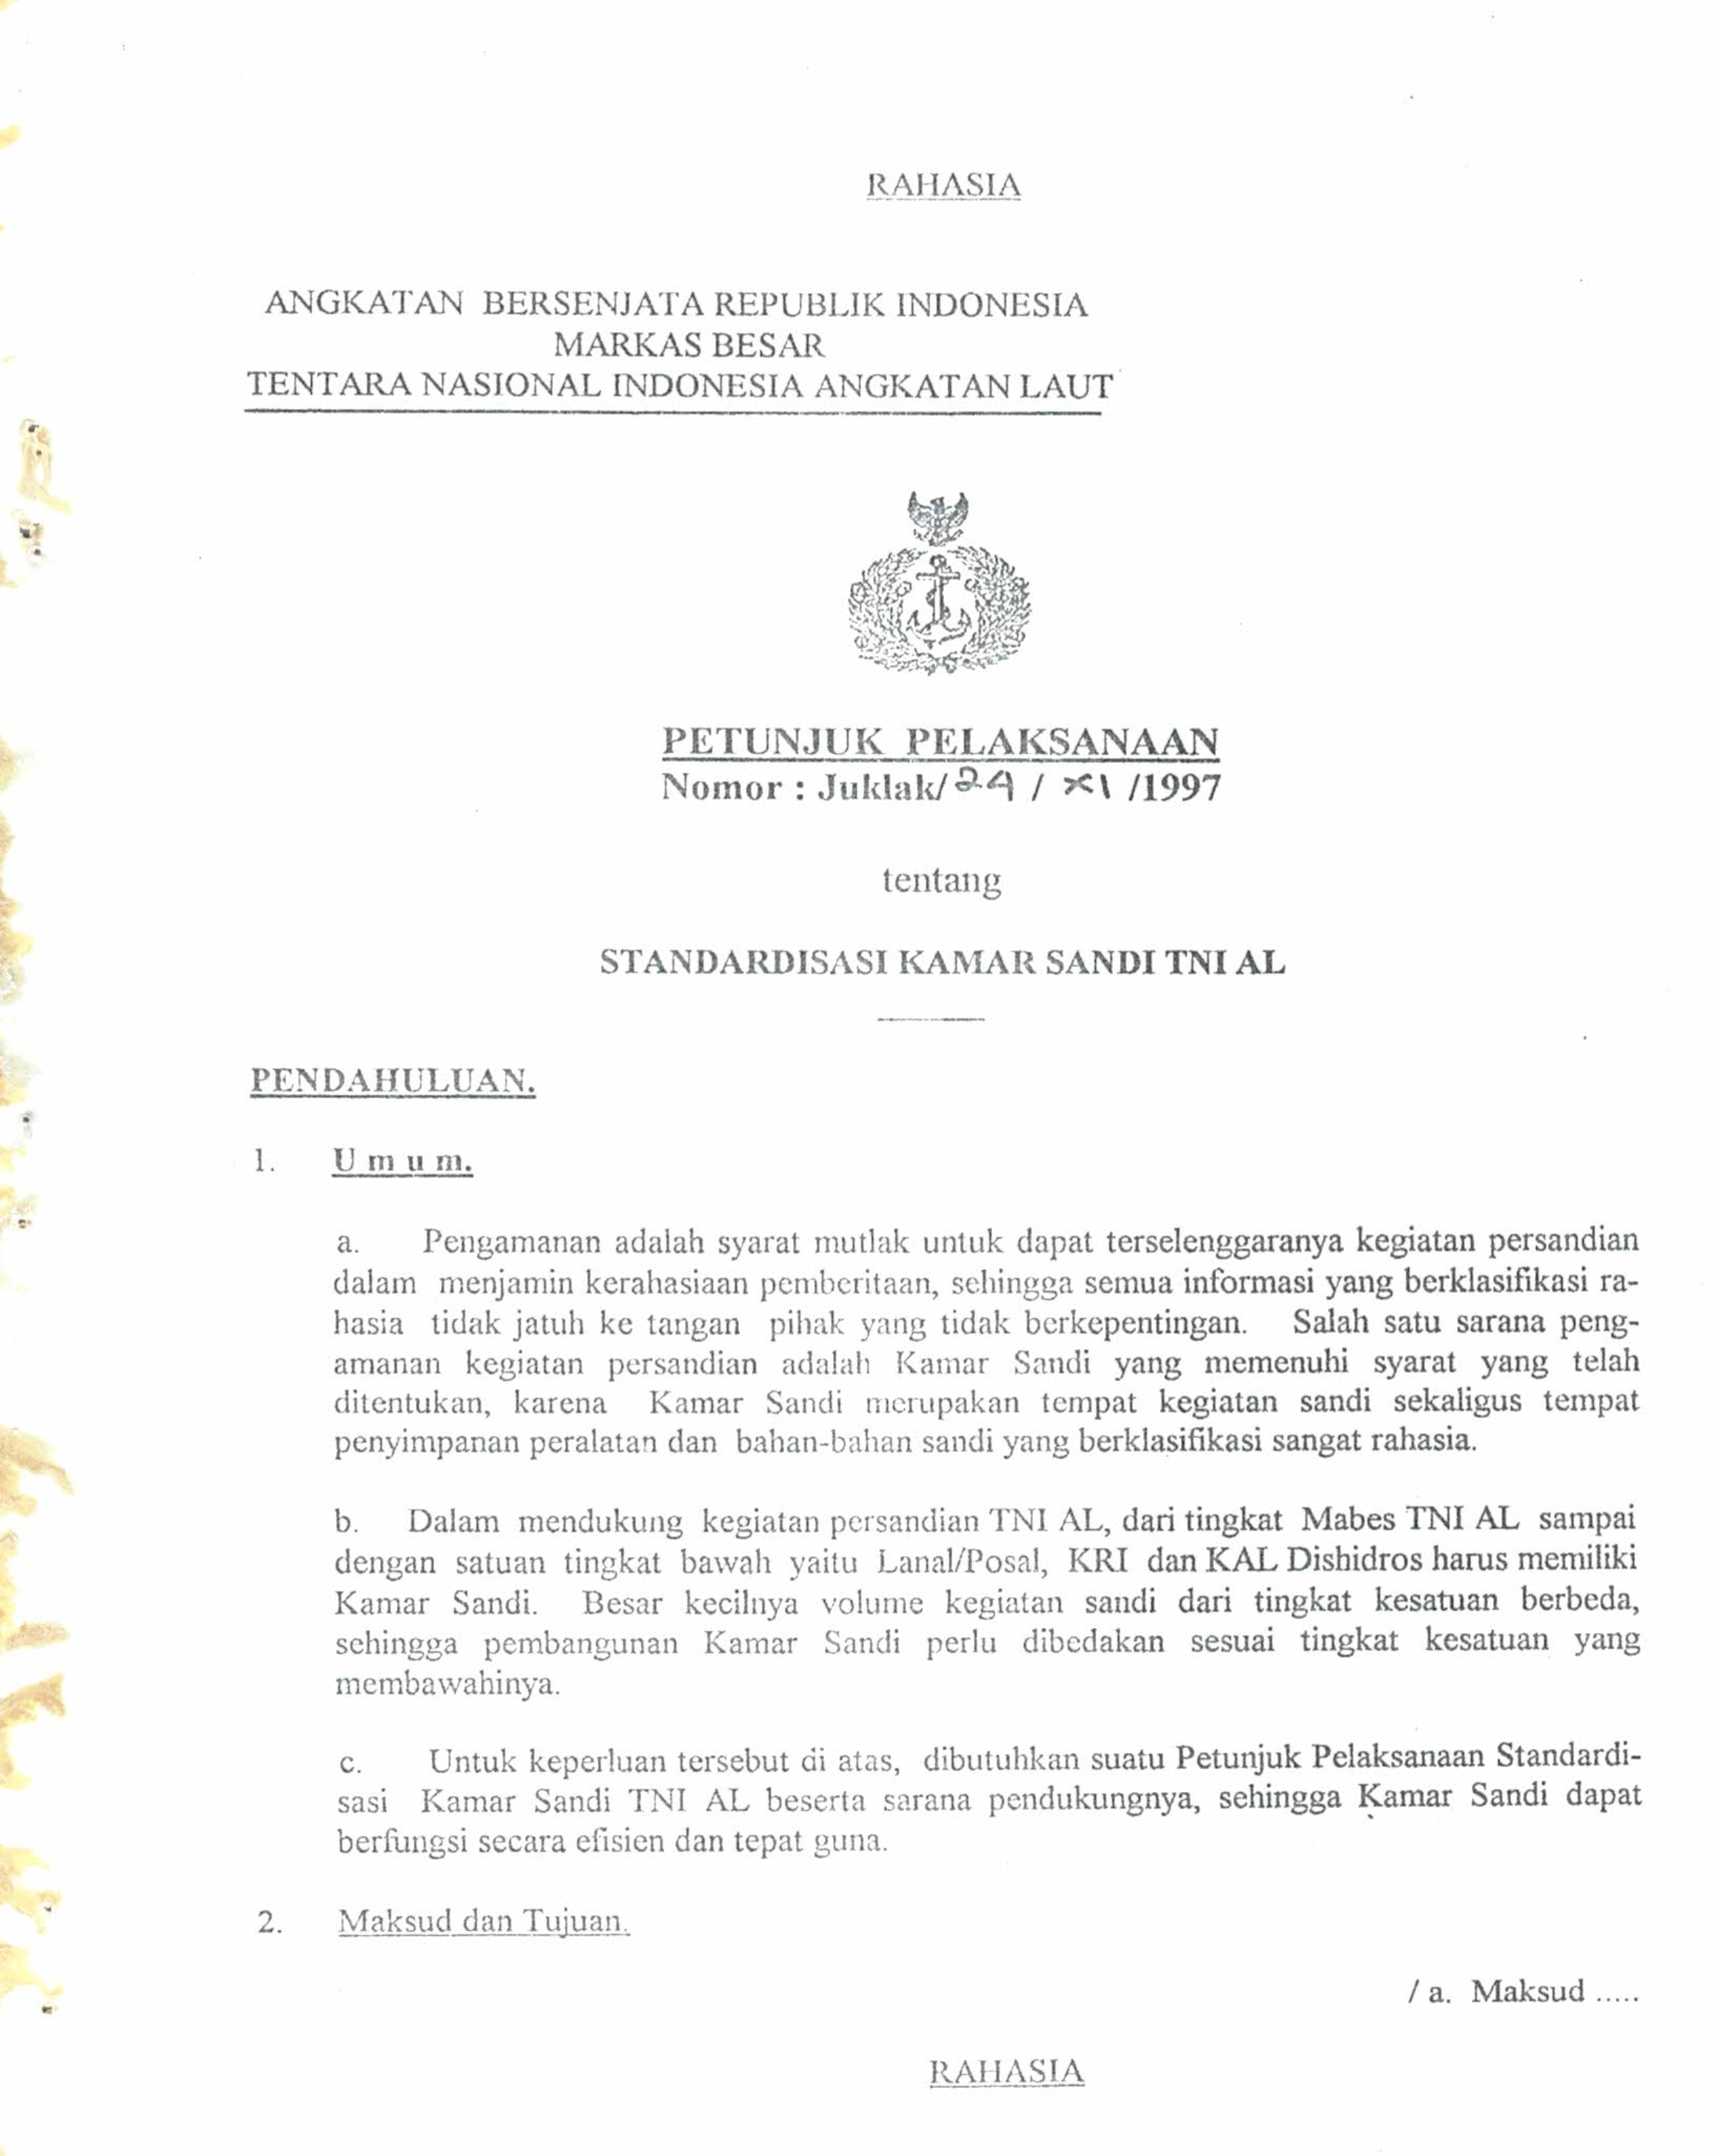 RAHASIA
ANGKATAN BERSENJATA REPUBLIK INDONESIA
MARKAS BESAR
TENTARA NASIONAL INDONESIA ANGKATAN LAUT
PETUNJUK PELAKSANAAN
Nomor : Juklak/24 / XI /1997
tentang
STANDARDISASI KAMAR SANDI TNI AL
PENDAHULUAN.
1. U m u m.
a. Pengamanan adalah syarat mutlak untuk dapat terselenggaranya kegiatan persandian
dalam menjamin kerahasiaan pemberitaan, sehingga semua informasi yang berklasifikasi ra-
hasia tidak jatuh ke tangan pihak yang tidak berkepentingan. Salah satu sarana peng-
amanan kegiatan persandian adalah Kamar Sandi yang memenuhi syarat yang telah
ditentukan, karena Kamar Sandi merupakan tempat kegiatan sandi sekaligus tempat
penyimpanan peralatan dan bahan-bahan sandi yang berklasifikasi sangat rahasia.
b. Dalam mendukung kegiatan persandian TNI AL, dari tingkat Mabes TNI AL sampai
dengan satuan tingkat bawah yaitu Lanal/Posal, KRI dan KAL Dishidros harus memiliki
Kamar Sandi. Besar kecilnya volume kegiatan sandi dari tingkat kesatuan berbeda,
sehingga pembangunan Kamar Sandi perlu dibedakan sesuai tingkat kesatuan yang
membawahinya.
c. Untuk keperluan tersebut di atas, dibutuhkan suatu Petunjuk Pelaksanaan Standardi-
sasi Kamar Sandi TNI AL beserta sarana pendukungnya, sehingga Kamar Sandi dapat
berfungsi secara efisien dan tepat guna.
2. Maksud dan Tujuan.
/ a. Maksud .....
RAHASIA